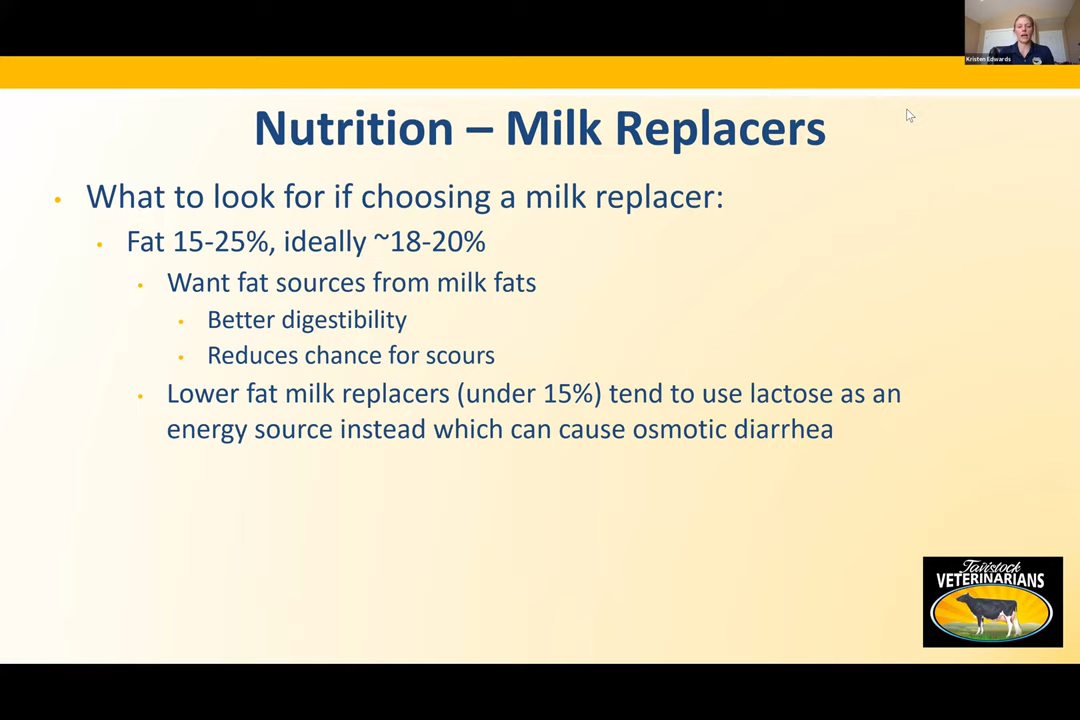 Kristen Edwards
Nutrition – Milk Replacers
• What to look for if choosing a milk replacer:
• Fat 15-25%, ideally ~18-20%
• Want fat sources from milk fats
• Better digestibility
• Reduces chance for scours
• Lower fat milk replacers (under 15%) tend to use lactose as an
energy source instead which can cause osmotic diarrhea
Tavistock
VETERINARIANS